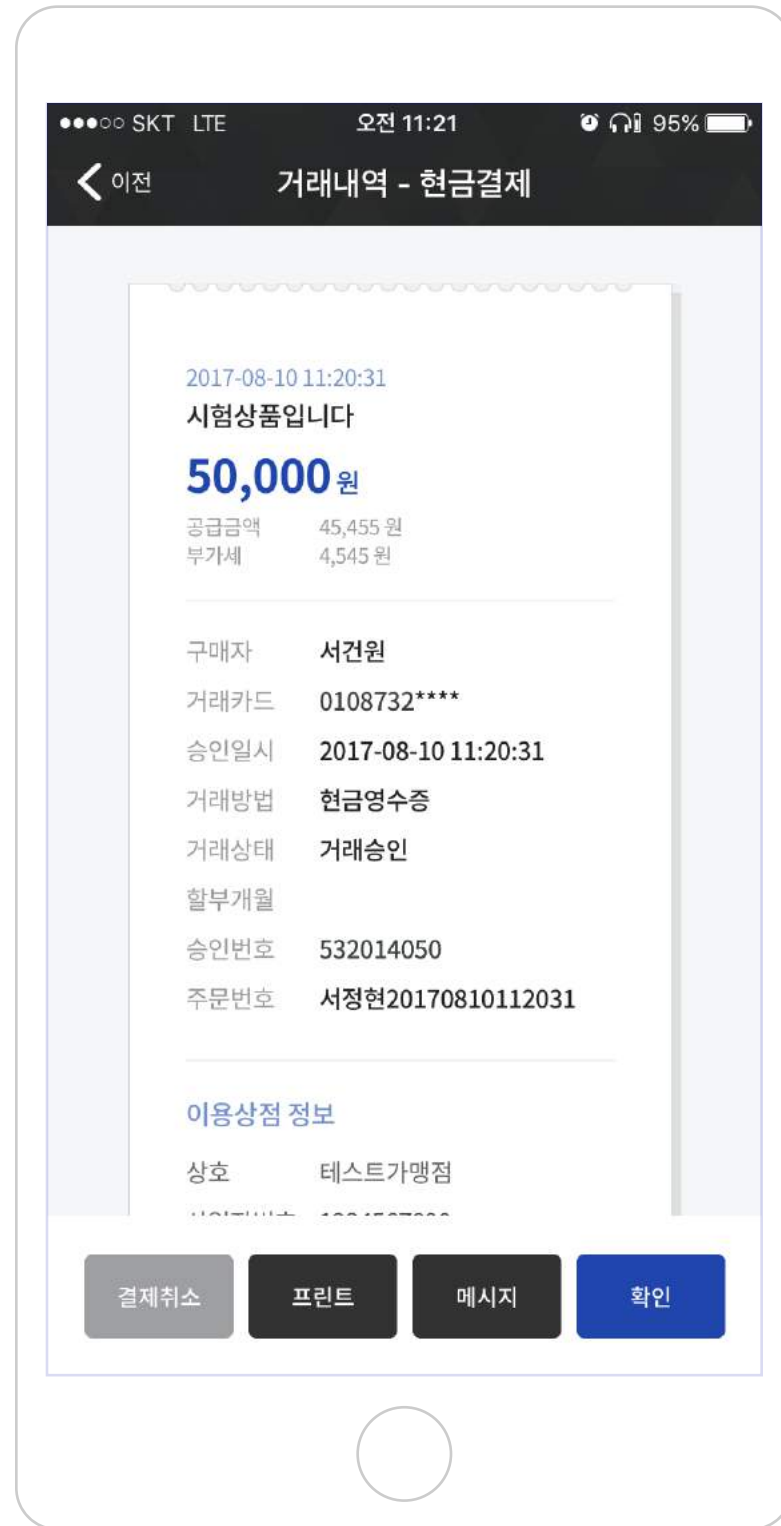 SKT LTE 오전 11:21 95%
이전 거래내역 - 현금결제
2017-08-10 11:20:31
시험상품입니다
50,000 원
공급금액 45,455 원
부가세 4,545 원
구매자 서건원
거래카드 0108732****
승인일시 2017-08-10 11:20:31
거래방법 현금영수증
거래상태 거래승인
할부개월
승인번호 532014050
주문번호 서정현20170810112031
이용상점 정보
상호 테스트가맹점
결제취소 프린트 메시지 확인